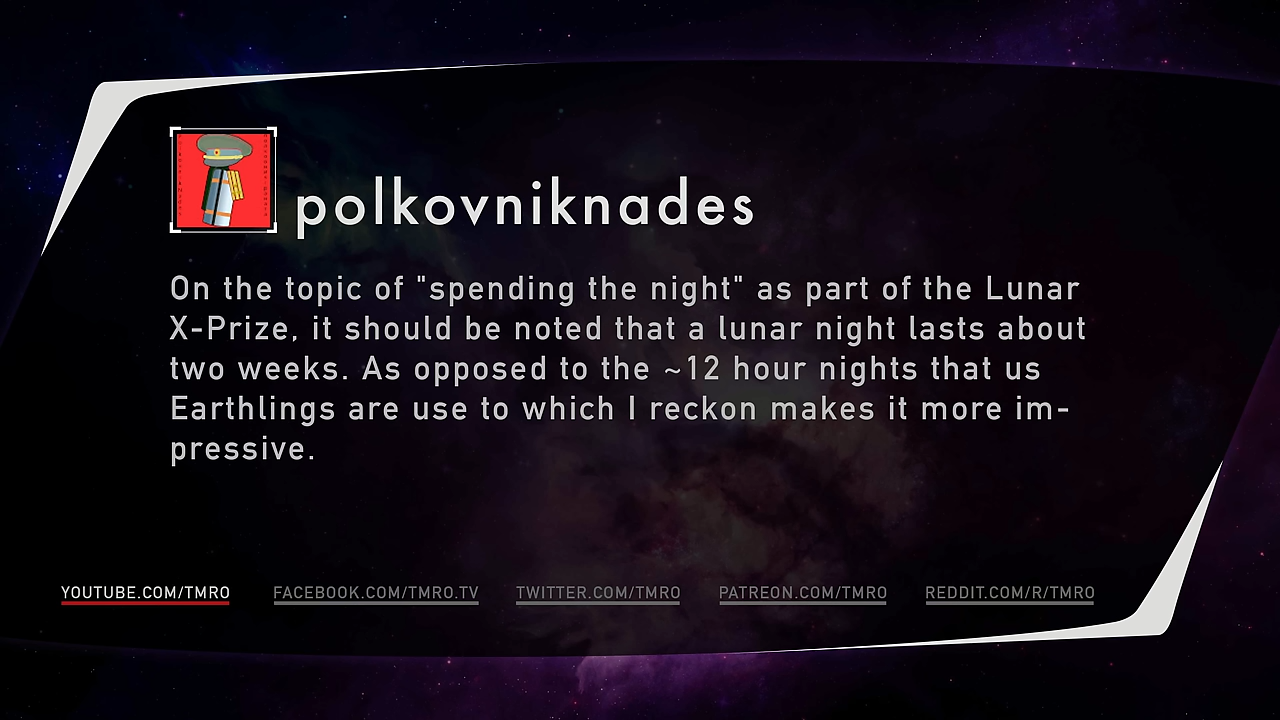 polkovniknades
On the topic of "spending the night" as part of the Lunar
X-Prize, it should be noted that a lunar night lasts about
two weeks. As opposed to the ~12 hour nights that us
Earthlings are use to which I reckon makes it more im-
pressive.
YOUTUBE.COM/TMRO FACEBOOK.COM/TMRO.TV TWITTER.COM/TMRO PATREON.COM/TMRO REDDIT.COM/R/TMRO